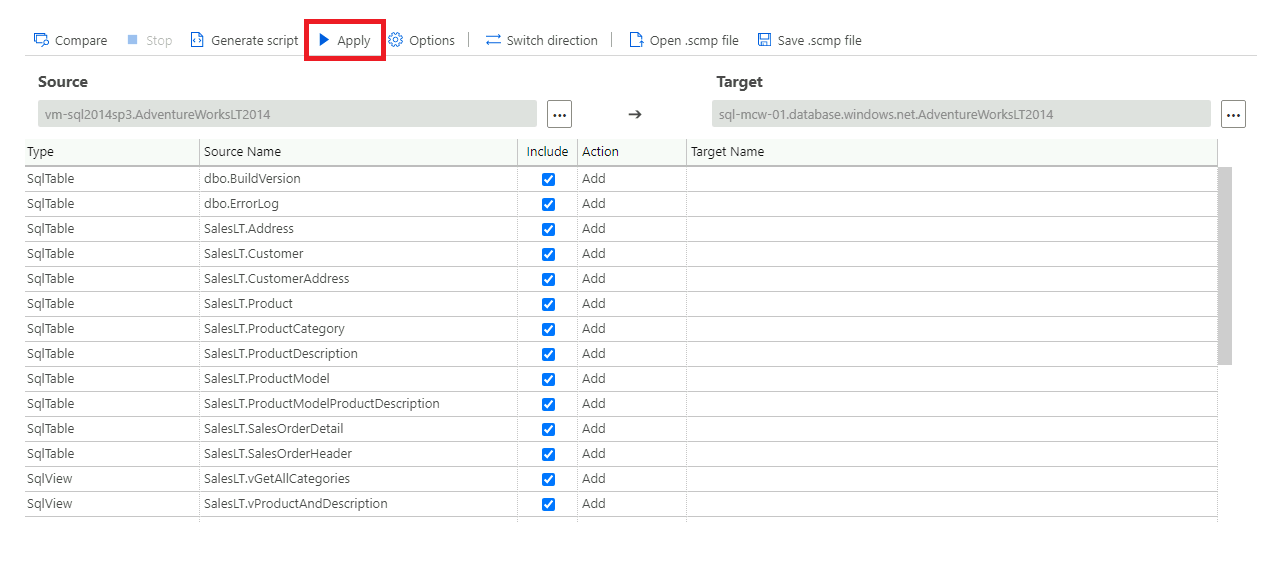 Compare Stop Generate script Apply Options Switch direction Open .scmp file Save .scmp file
Source Target
vm-sql2014sp3.AdventureWorksLT2014 ... sql-mcw-01.database.windows.net.AdventureWorksLT2014 ...
Type Source Name Include Action Target Name
SqlTable dbo.BuildVersion Add
SqlTable dbo.ErrorLog Add
SqlTable SalesLT.Address Add
SqlTable SalesLT.Customer Add
SqlTable SalesLT.CustomerAddress Add
SqlTable SalesLT.Product Add
SqlTable SalesLT.ProductCategory Add
SqlTable SalesLT.ProductDescription Add
SqlTable SalesLT.ProductModel Add
SqlTable SalesLT.ProductModelProductDescription Add
SqlTable SalesLT.SalesOrderDetail Add
SqlTable SalesLT.SalesOrderHeader Add
SqlView SalesLT.vGetAllCategories Add
SqlView SalesLT.vProductAndDescription Add